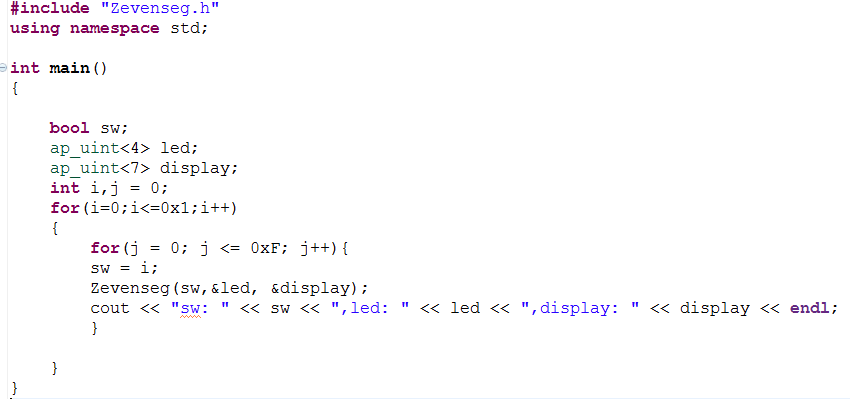 #include "Zevenseg.h"
using namespace std;
int main()
{
bool sw;
ap_uint<4> led;
ap_uint<7> display;
int i,j = 0;
for(i=0;i<=0x1;i++)
{
for(j = 0; j <= 0xF; j++){
sw = i;
Zevenseg(sw,&led, &display);
cout << "sw: " << sw << ",led: " << led << ",display: " << display << endl;
}
}
}